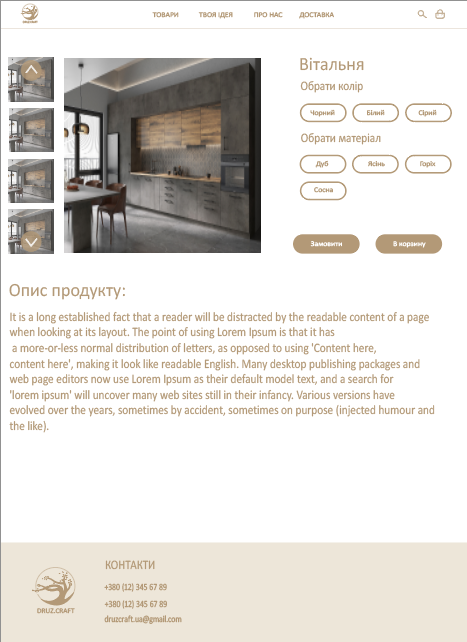 DRUZ.CRAFT
ТОВАРИ
ТВОЯ ІДЕЯ
ПРО НАС
ДОСТАВКА
Вітальня
Обрати колір
Чорний
Білий
Сірий
Обрати матеріал
Дуб
Ясінь
Горіх
Сосна
Замовити
В корзину
Опис продукту:
It is a long established fact that a reader will be distracted by the readable content of a page
when looking at its layout. The point of using Lorem Ipsum is that it has
a more-or-less normal distribution of letters, as opposed to using 'Content here,
content here', making it look like readable English. Many desktop publishing packages and
web page editors now use Lorem Ipsum as their default model text, and a search for
'lorem ipsum' will uncover many web sites still in their infancy. Various versions have
evolved over the years, sometimes by accident, sometimes on purpose (injected humour and
the like).
КОНТАКТИ
+380 (12) 345 67 89
+380 (12) 345 67 89
druzcraft.ua@gmail.com
DRUZ.CRAFT